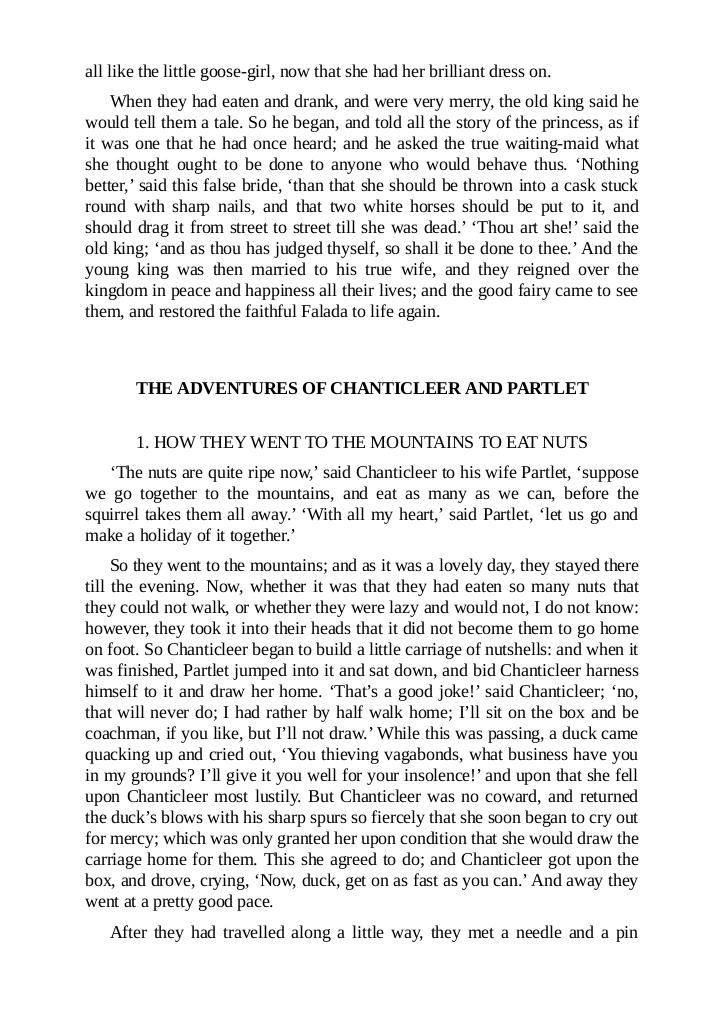 all like the little goose-girl, now that she had her brilliant dress on.
When they had eaten and drank, and were very merry, the old king said he
would tell them a tale. So he began, and told all the story of the princess, as if
it was one that he had once heard; and he asked the true waiting-maid what
she thought ought to be done to anyone who would behave thus. ‘Nothing
better,’ said this false bride, ‘than that she should be thrown into a cask stuck
round with sharp nails, and that two white horses should be put to it, and
should drag it from street to street till she was dead.’ ‘Thou art she!’ said the
old king; ‘and as thou has judged thyself, so shall it be done to thee.’ And the
young king was then married to his true wife, and they reigned over the
kingdom in peace and happiness all their lives; and the good fairy came to see
them, and restored the faithful Falada to life again.
THE ADVENTURES OF CHANTICLEER AND PARTLET
1. HOW THEY WENT TO THE MOUNTAINS TO EAT NUTS
‘The nuts are quite ripe now,’ said Chanticleer to his wife Partlet, ‘suppose
we go together to the mountains, and eat as many as we can, before the
squirrel takes them all away.’ ‘With all my heart,’ said Partlet, ‘let us go and
make a holiday of it together.’
So they went to the mountains; and as it was a lovely day, they stayed there
till the evening. Now, whether it was that they had eaten so many nuts that
they could not walk, or whether they were lazy and would not, I do not know:
however, they took it into their heads that it did not become them to go home
on foot. So Chanticleer began to build a little carriage of nutshells: and when it
was finished, Partlet jumped into it and sat down, and bid Chanticleer harness
himself to it and draw her home. ‘That’s a good joke!’ said Chanticleer; ‘no,
that will never do; I had rather by half walk home; I’ll sit on the box and be
coachman, if you like, but I’ll not draw.’ While this was passing, a duck came
quacking up and cried out, ‘You thieving vagabonds, what business have you
in my grounds? I’ll give it you well for your insolence!’ and upon that she fell
upon Chanticleer most lustily. But Chanticleer was no coward, and returned
the duck’s blows with his sharp spurs so fiercely that she soon began to cry out
for mercy; which was only granted her upon condition that she would draw the
carriage home for them. This she agreed to do; and Chanticleer got upon the
box, and drove, crying, ‘Now, duck, get on as fast as you can.’ And away they
went at a pretty good pace.
After they had travelled along a little way, they met a needle and a pin